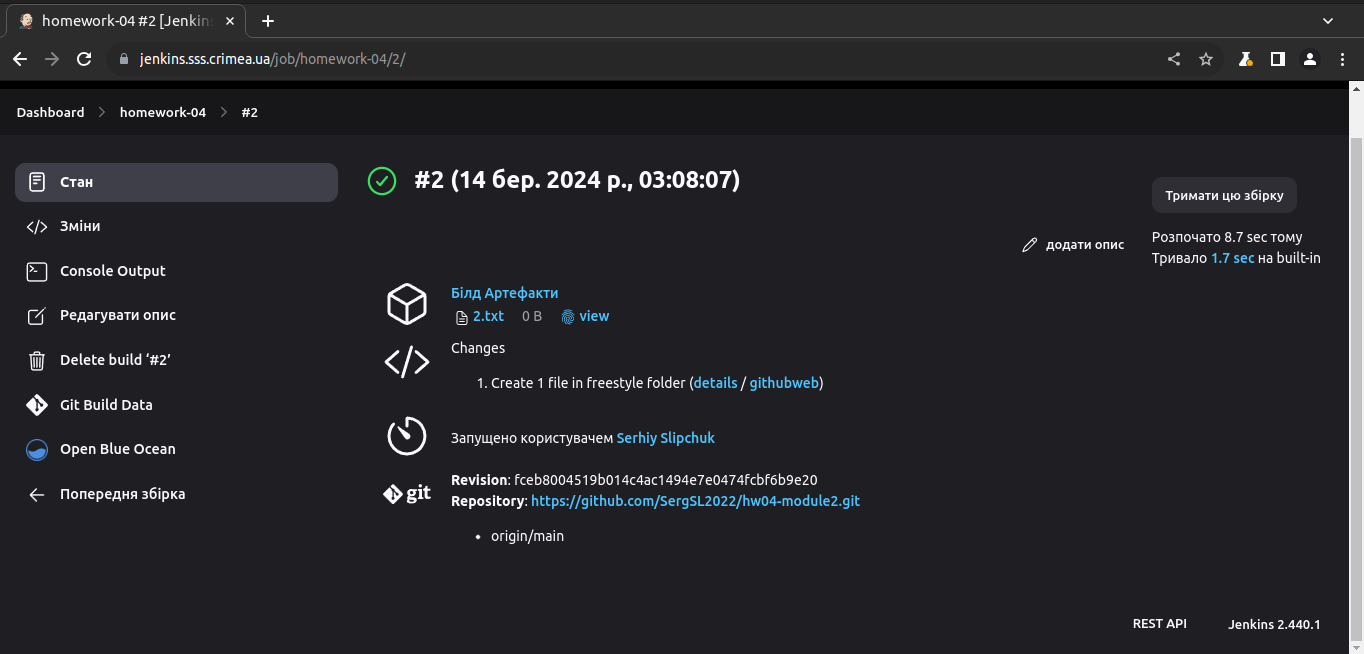 homework-04 #2 [Jenkin
jenkins.sss.crimea.ua/job/homework-04/2/
Dashboard > homework-04 > #2
Стан
Зміни
Console Output
Редагувати опис
Delete build ‘#2’
Git Build Data
Open Blue Ocean
Попередня збірка
#2 (14 бер. 2024 р., 03:08:07)
Тримати цю збірку
додати опис
Розпочато 8.7 sec тому
Тривало 1.7 sec на built-in
Білд Артефакти
2.txt 0 B view
Changes
1. Create 1 file in freestyle folder (details / githubweb)
Запущено користувачем Serhiy Slipchuk
git
Revision: fceb8004519b014c4ac1494e7e0474fcbf6b9e20
Repository: https://github.com/SergSL2022/hw04-module2.git
• origin/main
REST API Jenkins 2.440.1